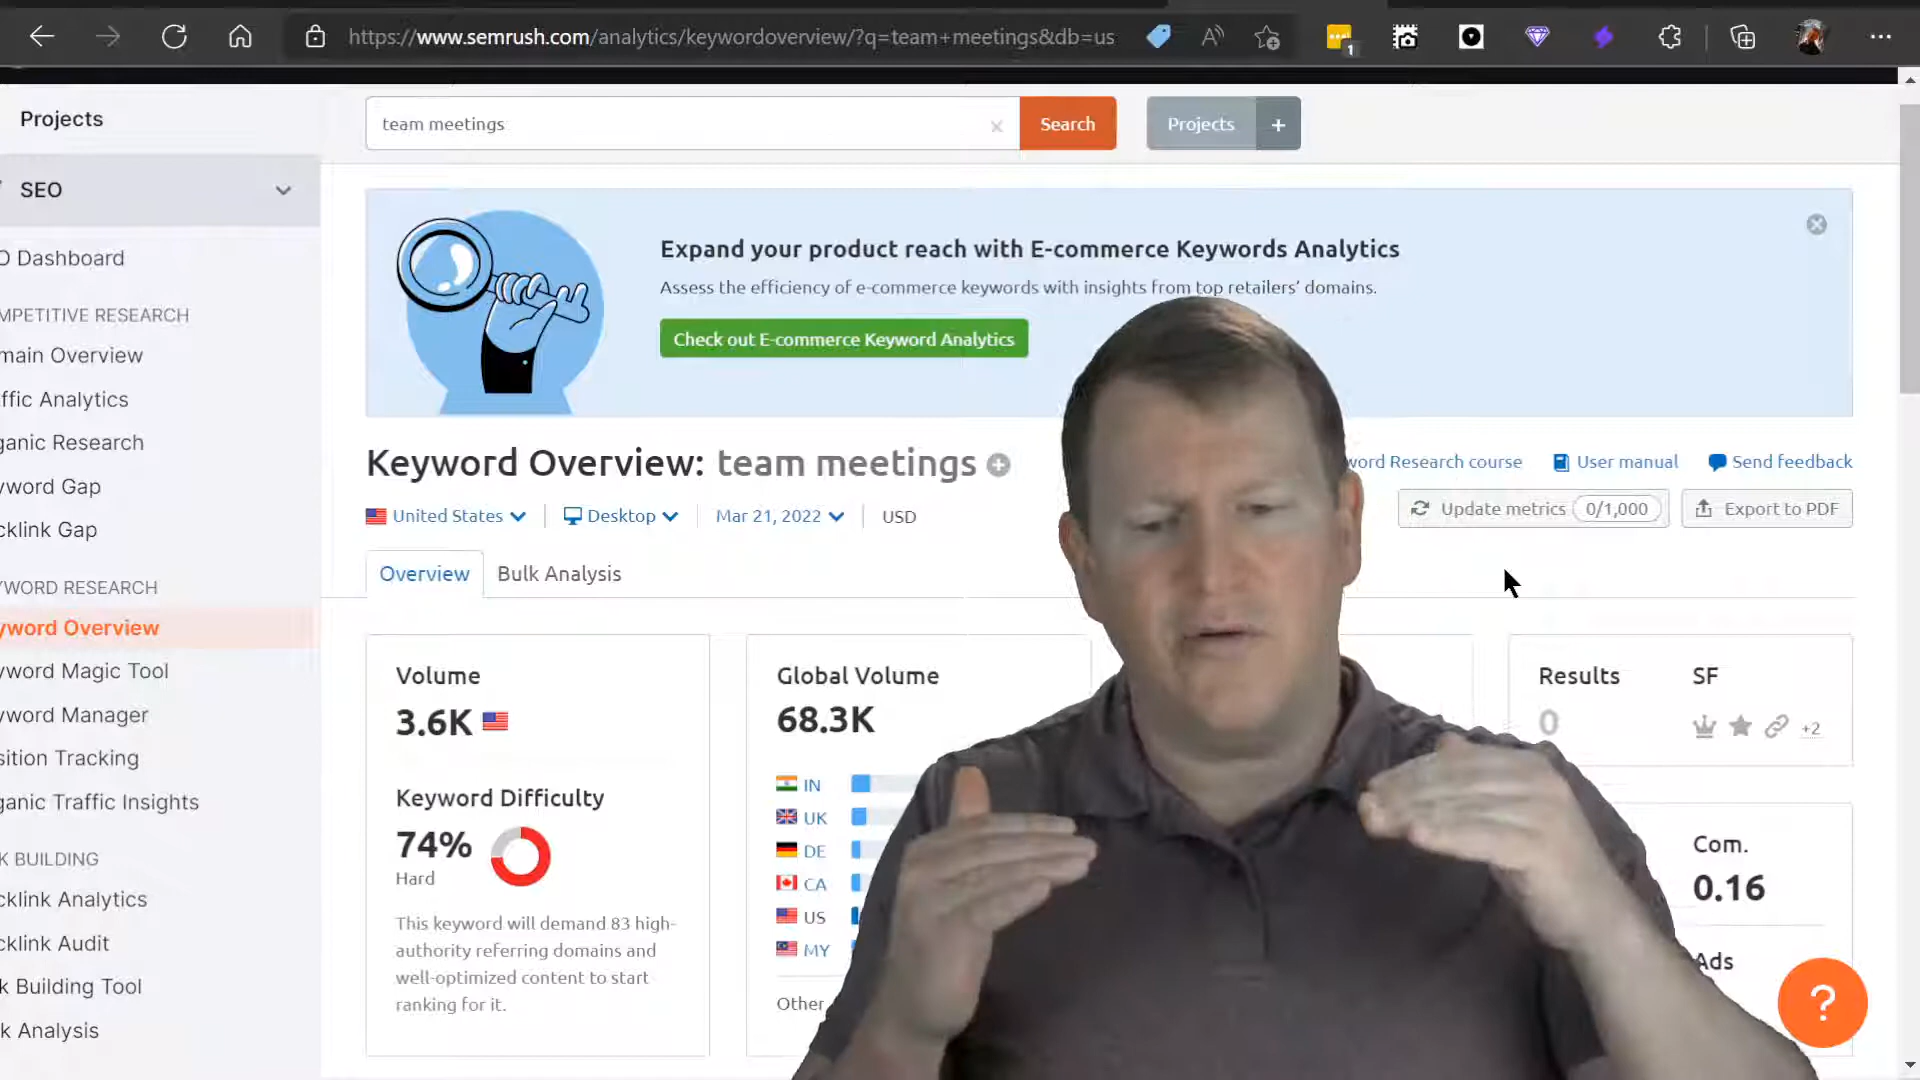 https://www.semrush.com/analytics/keywordoverview/?q=team+meetings&db=us
1
Projects
team meetings
Search
Projects
+
SEO
O Dashboard
MPETITIVE RESEARCH
main Overview
ffic Analytics
ganic Research
yword Gap
cklink Gap
YWORD RESEARCH
yword Overview
yword Magic Tool
yword Manager
sition Tracking
ganic Traffic Insights
K BUILDING
cklink Analytics
cklink Audit
k Building Tool
k Analysis
Expand your product reach with E-commerce Keywords Analytics
Assess the efficiency of e-commerce keywords with insights from top retailers' domains.
Check out E-commerce Keyword Analytics
Keyword Overview: team meetings
word Research course
User manual
Send feedback
United States
Desktop
Mar 21, 2022
USD
Update metrics 0/1,000
Export to PDF
Overview
Bulk Analysis
Volume
3.6K
Keyword Difficulty
74%
Hard
This keyword will demand 83 high-
authority referring domains and
well-optimized content to start
ranking for it.
Global Volume
68.3K
IN
UK
DE
CA
US
MY
Other
Results
0
SF
+2
Com.
0.16
Ads
?